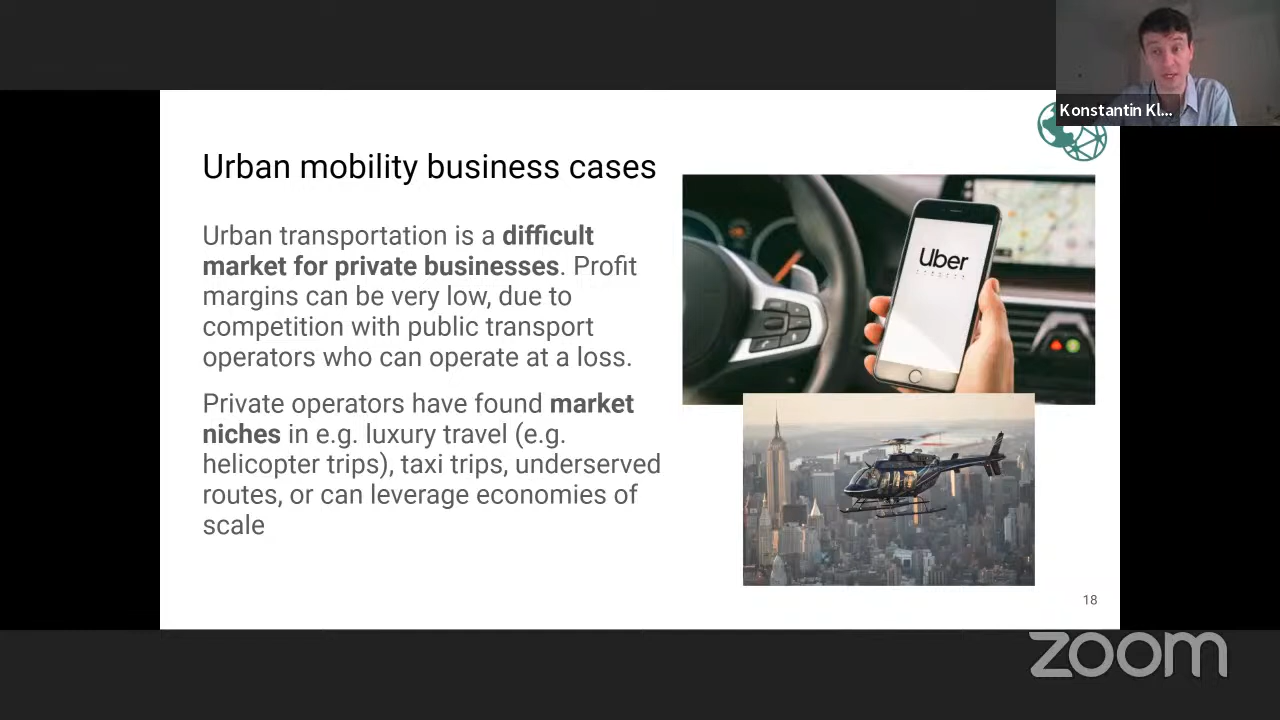 Konstantin Kl...
Urban mobility business cases
Urban transportation is a difficult
market for private businesses. Profit
margins can be very low, due to
competition with public transport
operators who can operate at a loss.
Private operators have found market
niches in e.g. luxury travel (e.g.
helicopter trips), taxi trips, underserved
routes, or can leverage economies of
scale
Uber
18
zoom